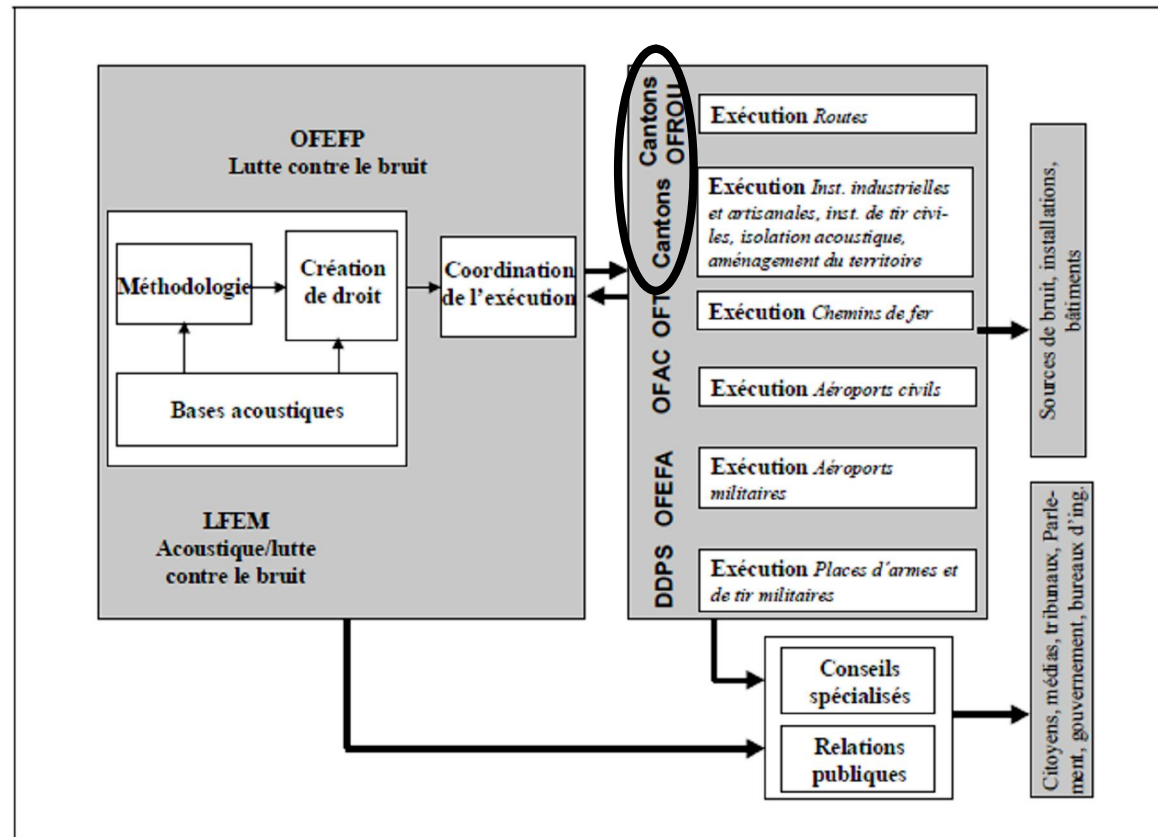 OFEFP
Lutte contre le bruit
Méthodologie
Création
de droit
Bases acoustiques
Coordination
de l'exécution
LFEM
Acoustique/lutte
contre le bruit
Cantons
OFROU
Exécution Routes
Cantons
Exécution Inst. industrielles
et artisanales, inst. de tir civi-
les, isolation acoustique,
aménagement du territoire
OFT
Exécution Chemins de fer
OFAC
Exécution Aéroports civils
OFEFA
Exécution Aéroports
militaires
DDPS
Exécution Places d'armes et
de tir militaires
Sources de bruit, installations,
bâtiments
Conseils
spécialisés
Relations
publiques
Citoyens, médias, tribunaux, Parle-
ment, gouvernement, bureaux d'ing.